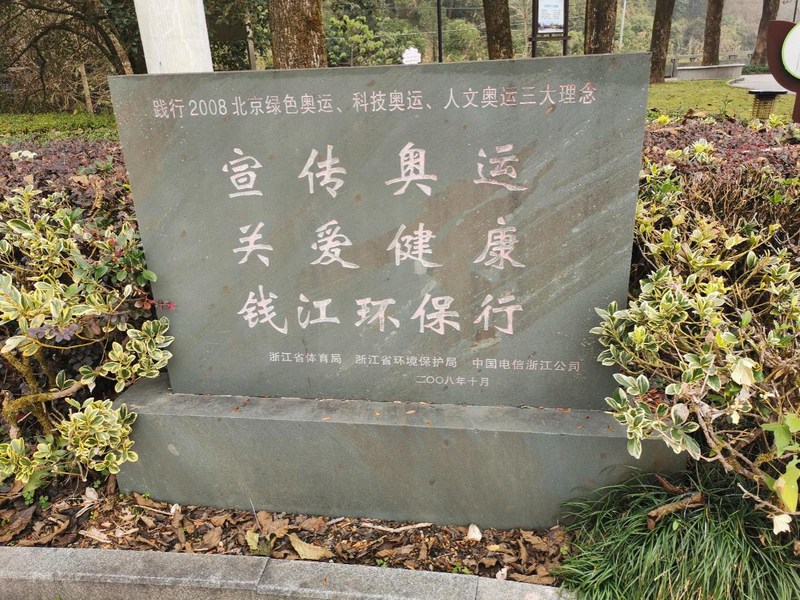 践行2008北京绿色奥运、科技奥运、人文奥运三大理念
宣传奥运
关爱健康
钱江环保行
浙江省体育局 浙江省环境保护局 中国电信浙江公司
二〇〇八年十月